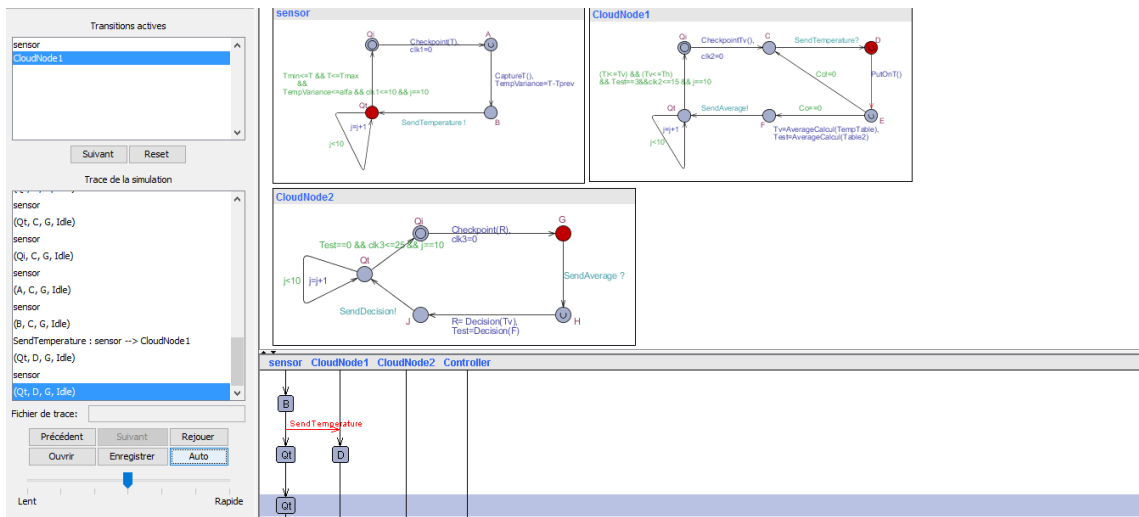 Transitions actives
sensor
CloudNode1
Suivant
Reset
Trace de la simulation
sensor
(Qt, C, G, Idle)
sensor
(Qi, C, G, Idle)
sensor
(A, C, G, Idle)
sensor
(B, C, G, Idle)
SendTemperature : sensor --> CloudNode1
(Qt, D, G, Idle)
sensor
(Qt, D, G, Idle)
Fichier de trace:
Précédent
Suivant
Rejouer
Ouvrir
Enregistrer
Auto
Lent
Rapide
sensor
Qi
Checkpoint(T),
clk1=0
A
Tmin<=T && T<=Tmax
&&
TempVariance<=alfa && clk1<=10 && j==10
CaptureT(),
TempVariance=T-Tprev
Qt
SendTemperature !
B
j=j+1
j<10
CloudNode1
Qi
CheckpointTv(),
clk2=0
C
SendTemperature?
D
(Tl<=Tv) && (Tv<=Th)
&& Test==3&&clk2<=15 && j==10
Co!=0
PutOnT()
Qt
SendAverage!
F
Co==0
E
j=j+1
j<10
Tv=AverageCalcul(TempTable),
Test=AverageCalcul(Table2)
CloudNode2
Qi
Checkpoint(R),
clk3=0
G
Test==0 && clk3<=25 && j==10
Qt
j<10
j=j+1
SendAverage ?
SendDecision!
J
R= Decision(Tv),
Test=Decision(F)
H
sensor
CloudNode1
CloudNode2
Controller
B
SendTemperature
Qt
D
Qt